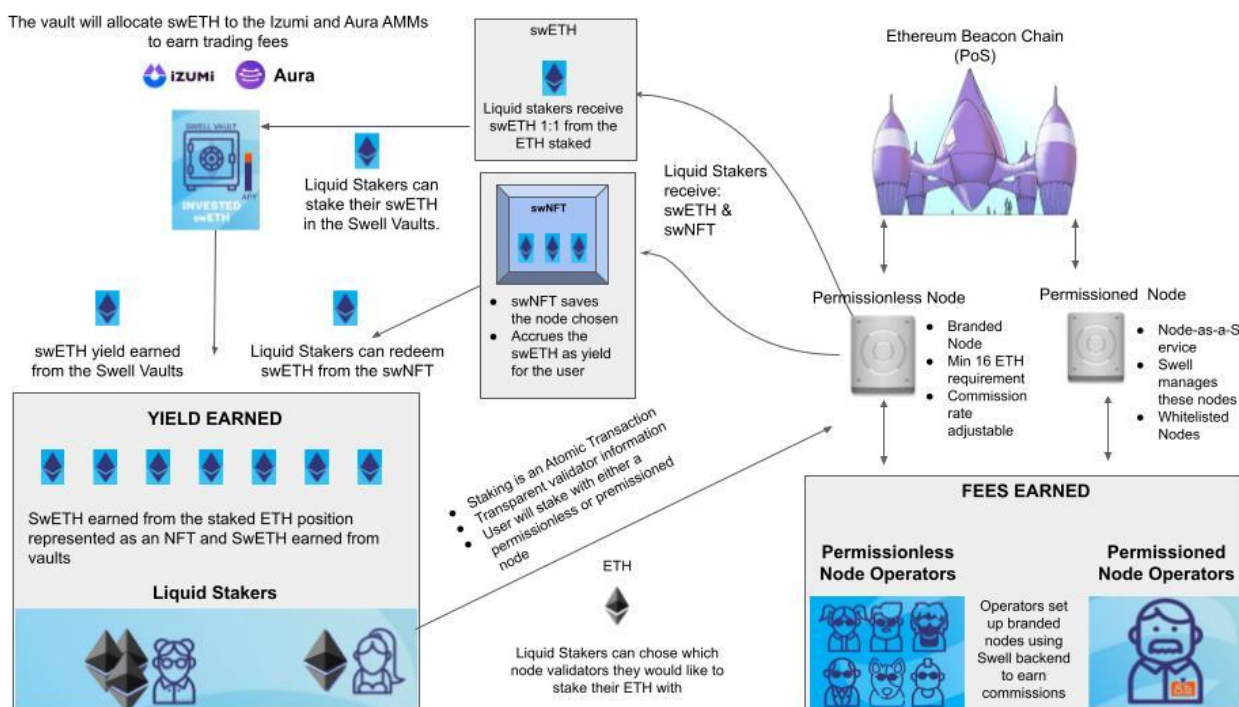 The vault will allocate swETH to the Izumi and Aura AMMs
to earn trading fees
iZUMi
Aura
SWELL VAULT
APY
INVESTED
swETH
Liquid Stakers can
stake their swETH
in the Swell Vaults.
swETH
Liquid stakers receive
swETH 1:1 from the
ETH staked
swNFT
swNFT saves
the node chosen
Accrues the
swETH as yield
for the user
Liquid Stakers
receive:
swETH &
swNFT
Ethereum Beacon Chain
(PoS)
Permissionless Node
Branded
Node
Min 16 ETH
requirement
Commission
rate
adjustable
Permissioned Node
Node-as-a-S
ervice
Swell
manages
these nodes
Whitelisted
Nodes
swETH yield earned
from the Swell Vaults
Liquid Stakers can redeem
swETH from the swNFT
YIELD EARNED
SwETH earned from the staked ETH position
represented as an NFT and SwETH earned from
vaults
Liquid Stakers
Staking is an Atomic Transaction
Transparent validator information
User will stake with either a
permissionless or premissioned
node
ETH
Liquid Stakers can chose which
node validators they would like to
stake their ETH with
FEES EARNED
Permissionless
Node Operators
Operators set
up branded
nodes using
Swell backend
to earn
commissions
Permissioned
Node Operators